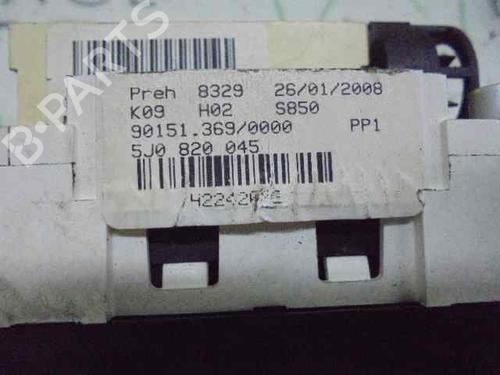 B-Parts
Preh 8329 26/01/2008
K09 H02 S850
90151.369/0000 PP1
5J0 820 045